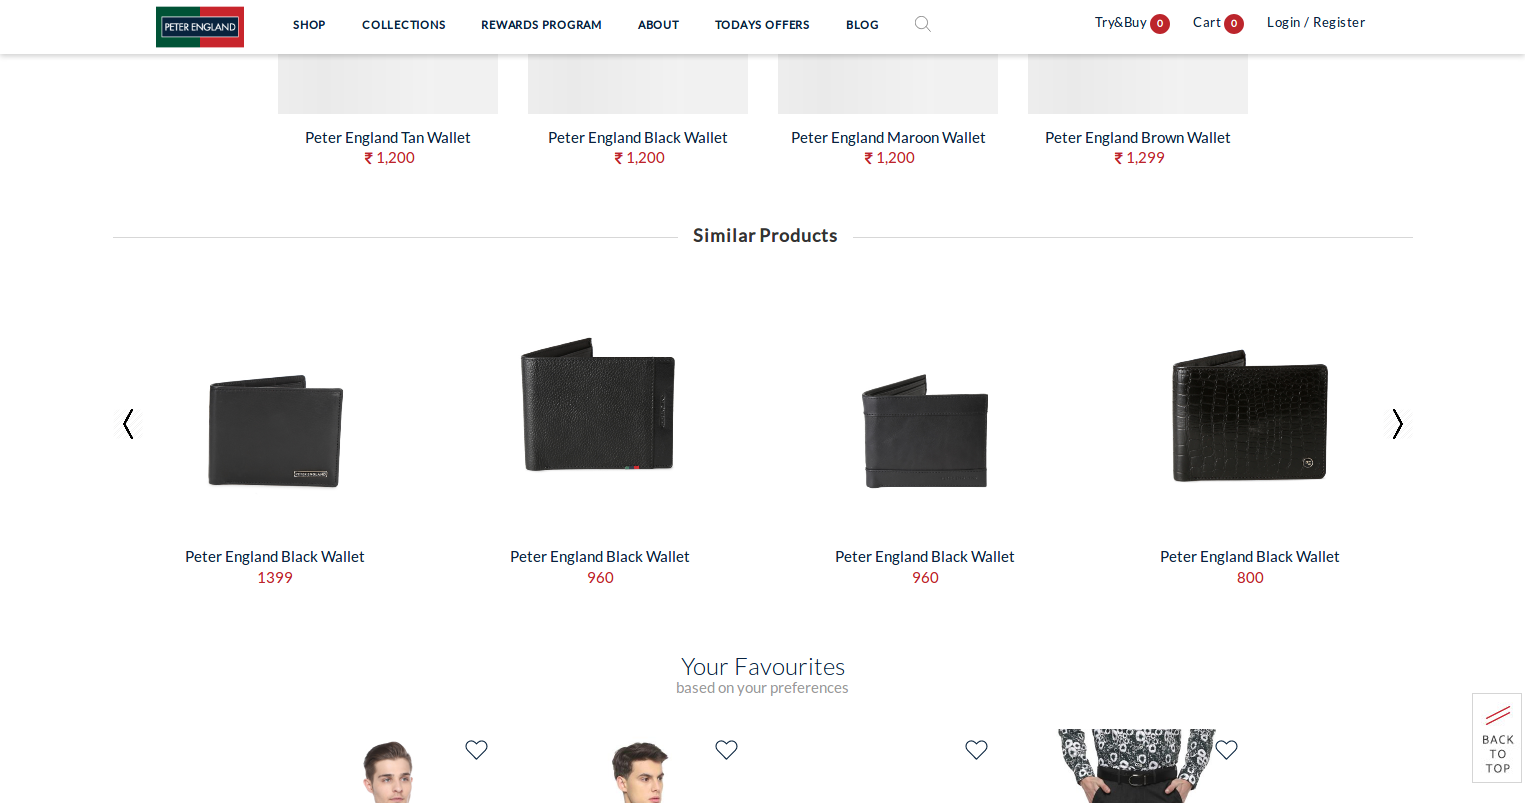 PETER ENGLAND
SHOP COLLECTIONS REWARDS PROGRAM ABOUT TODAYS OFFERS BLOG
Try&Buy 0 Cart 0 Login / Register
Peter England Tan Wallet
₹ 1,200
Peter England Black Wallet
₹ 1,200
Peter England Maroon Wallet
₹ 1,200
Peter England Brown Wallet
₹ 1,299
Similar Products
PETER ENGLAND
Peter England Black Wallet
1399
Peter England Black Wallet
960
Peter England Black Wallet
960
Peter England Black Wallet
800
Your Favourites
based on your preferences
BACK
TO
TOP